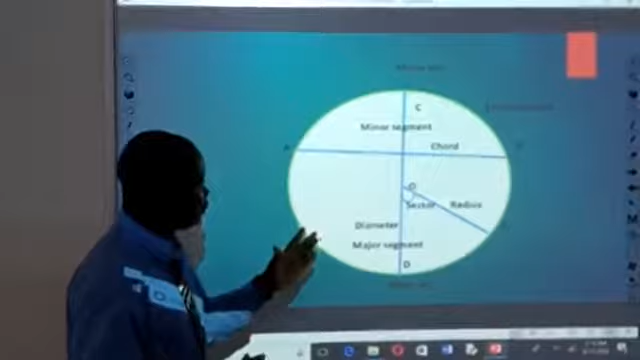 C
Minor segment
Chord
O
Sector Radius
Diameter
Major segment
D